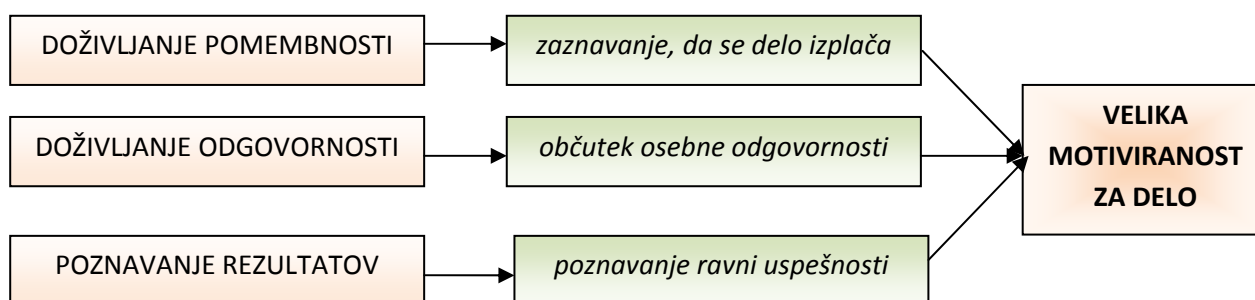 DOŽIVLJANJE POMEMBNOSTI
zaznavanje, da se delo izplača
DOŽIVLJANJE ODGOVORNOSTI
občutek osebne odgovornosti
POZNAVANJE REZULTATOV
poznavanje ravni uspešnosti
VELIKA
MOTIVIRANOST
ZA DELO